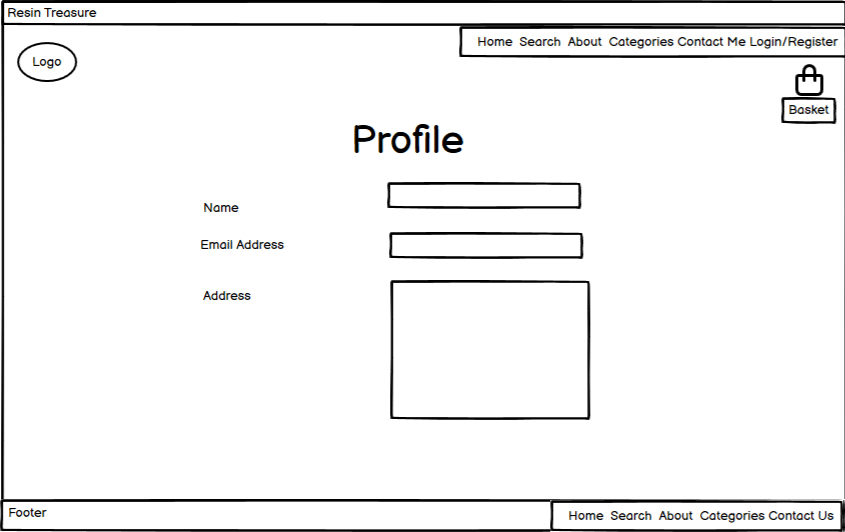 Resin Treasure
Home Search About Categories Contact Me Login/Register
Logo
Basket
Profile
Name
Email Address
Address
Footer
Home Search About Categories Contact Us